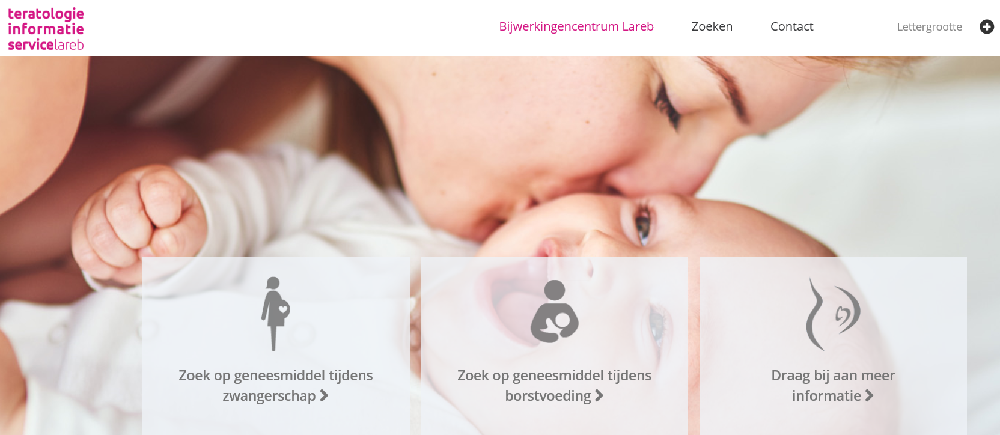 teratologie
informatie
servicelareb
Bijwerkingencentrum Lareb
Zoeken
Contact
Lettergrootte
Zoek op geneesmiddel tijdens
zwangerschap
Zoek op geneesmiddel tijdens
borstvoeding
Draag bij aan meer
informatie